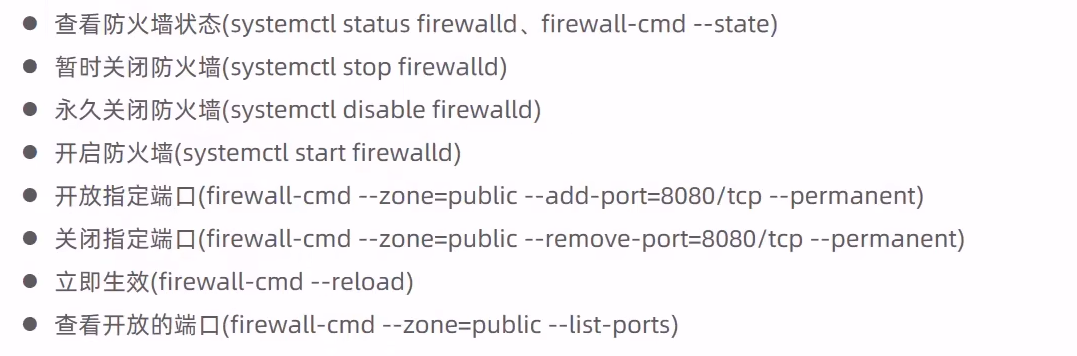 ● 查看防火墙状态(systemctl status firewalld、firewall-cmd --state)
● 暂时关闭防火墙(systemctl stop firewalld)
● 永久关闭防火墙(systemctl disable firewalld)
● 开启防火墙(systemctl start firewalld)
● 开放指定端口(firewall-cmd --zone=public --add-port=8080/tcp --permanent)
● 关闭指定端口(firewall-cmd --zone=public --remove-port=8080/tcp --permanent)
● 立即生效(firewall-cmd --reload)
● 查看开放的端口(firewall-cmd --zone=public --list-ports)